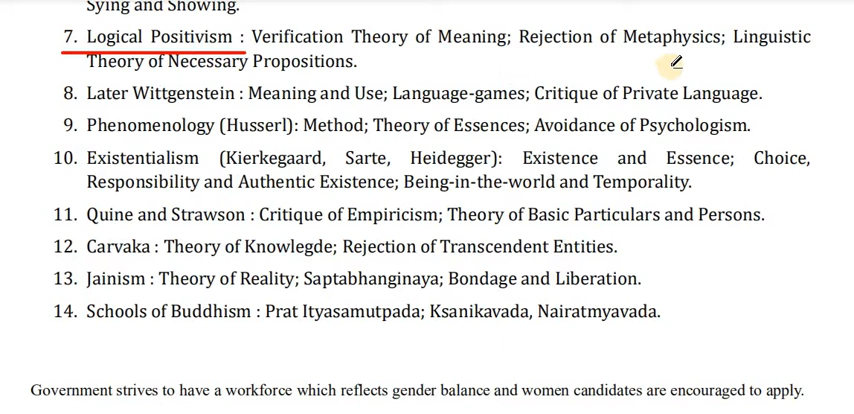 Sying and Showing.
7. Logical Positivism : Verification Theory of Meaning; Rejection of Metaphysics; Linguistic
Theory of Necessary Propositions.
8. Later Wittgenstein : Meaning and Use; Language-games; Critique of Private Language.
9. Phenomenology (Husserl): Method; Theory of Essences; Avoidance of Psychologism.
10. Existentialism (Kierkegaard, Sarte, Heidegger): Existence and Essence; Choice,
Responsibility and Authentic Existence; Being-in-the-world and Temporality.
11. Quine and Strawson : Critique of Empiricism; Theory of Basic Particulars and Persons.
12. Carvaka : Theory of Knowlegde; Rejection of Transcendent Entities.
13. Jainism : Theory of Reality; Saptabhanginaya; Bondage and Liberation.
14. Schools of Buddhism : Prat Ityasamutpada; Ksanikavada, Nairatmyavada.
Government strives to have a workforce which reflects gender balance and women candidates are encouraged to apply.